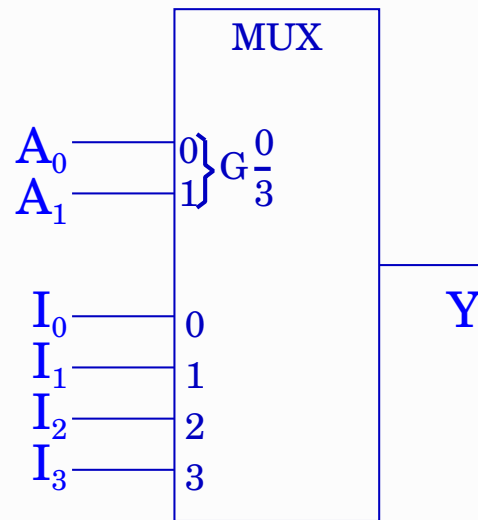 MUX
A₀ 0 } G 0/3
A₁ 1
Y
I₀ 0
I₁ 1
I₂ 2
I₃ 3